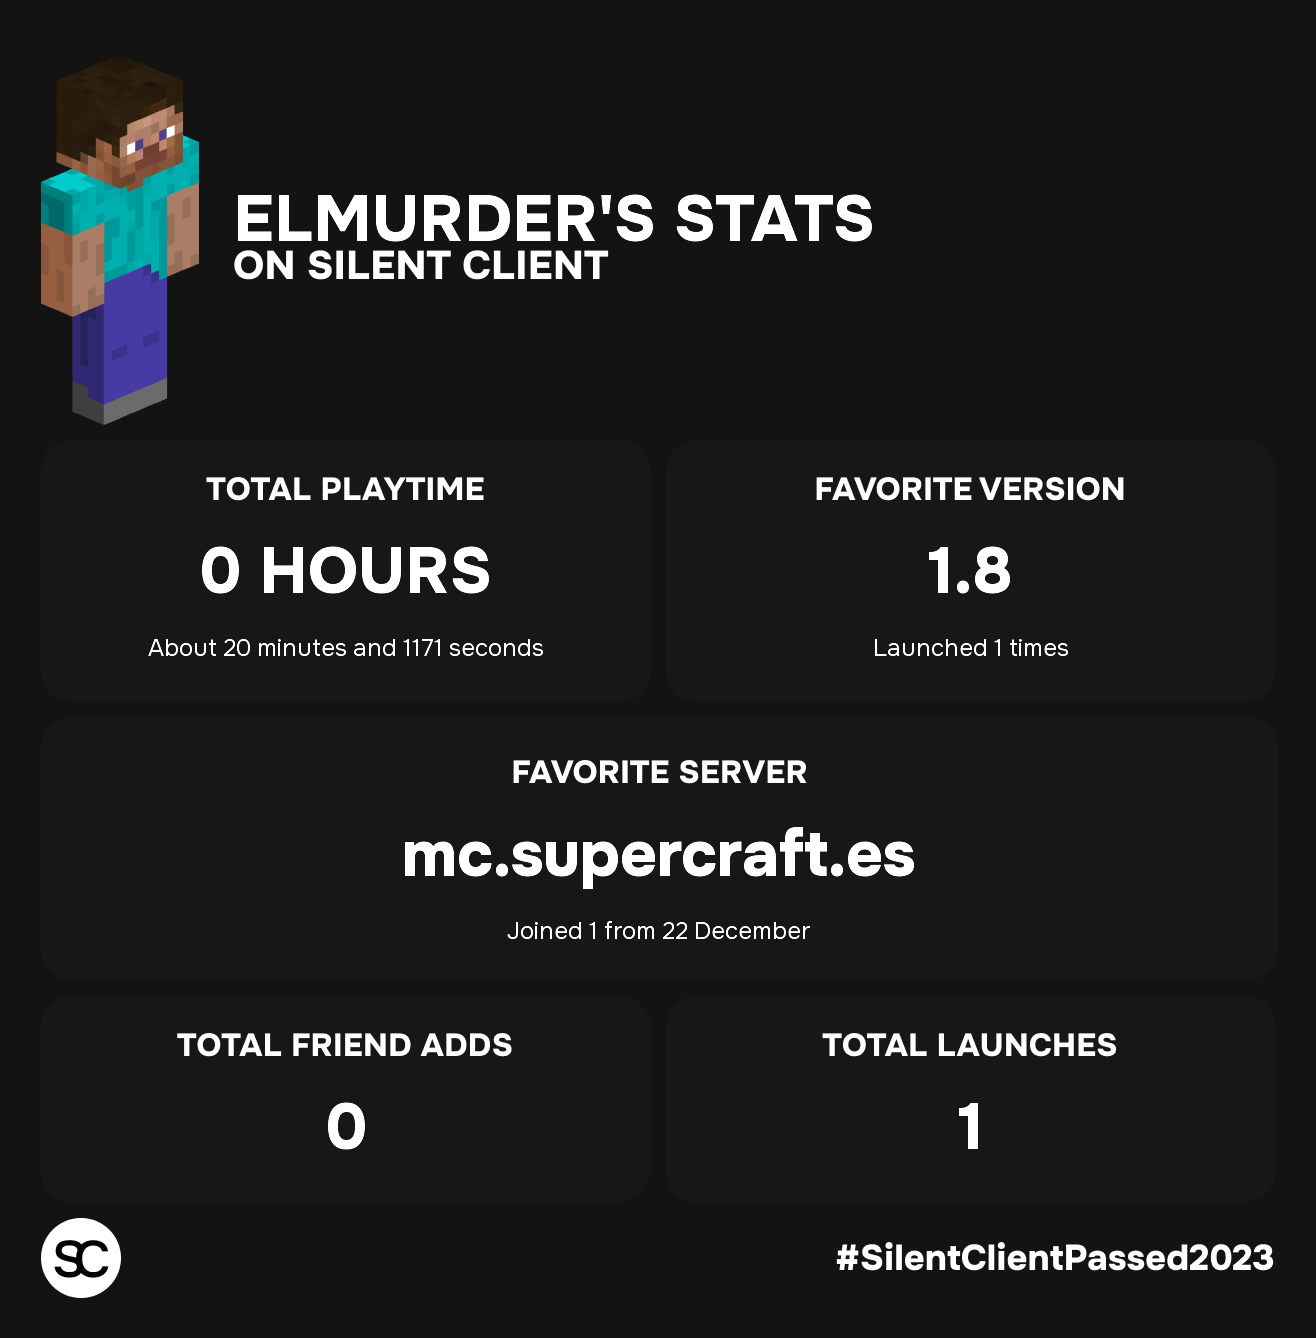 ELMURDER'S STATS
ON SILENT CLIENT
TOTAL PLAYTIME
0 HOURS
About 20 minutes and 1171 seconds
FAVORITE VERSION
1.8
Launched 1 times
FAVORITE SERVER
mc.supercraft.es
Joined 1 from 22 December
TOTAL FRIEND ADDS
0
TOTAL LAUNCHES
1
SC
#SilentClientPassed2023